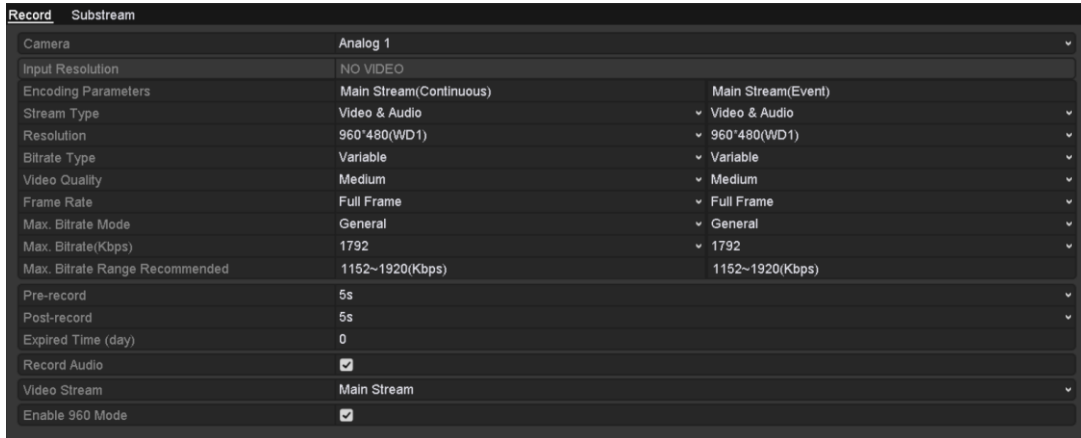 Record Substream
Camera Analog 1
Input Resolution NO VIDEO
Encoding Parameters Main Stream(Continuous) Main Stream(Event)
Stream Type Video & Audio Video & Audio
Resolution 960*480(WD1) 960*480(WD1)
Bitrate Type Variable Variable
Video Quality Medium Medium
Frame Rate Full Frame Full Frame
Max. Bitrate Mode General General
Max. Bitrate(Kbps) 1792 1792
Max. Bitrate Range Recommended 1152~1920(Kbps) 1152~1920(Kbps)
Pre-record 5s
Post-record 5s
Expired Time (day) 0
Record Audio
Video Stream Main Stream
Enable 960 Mode